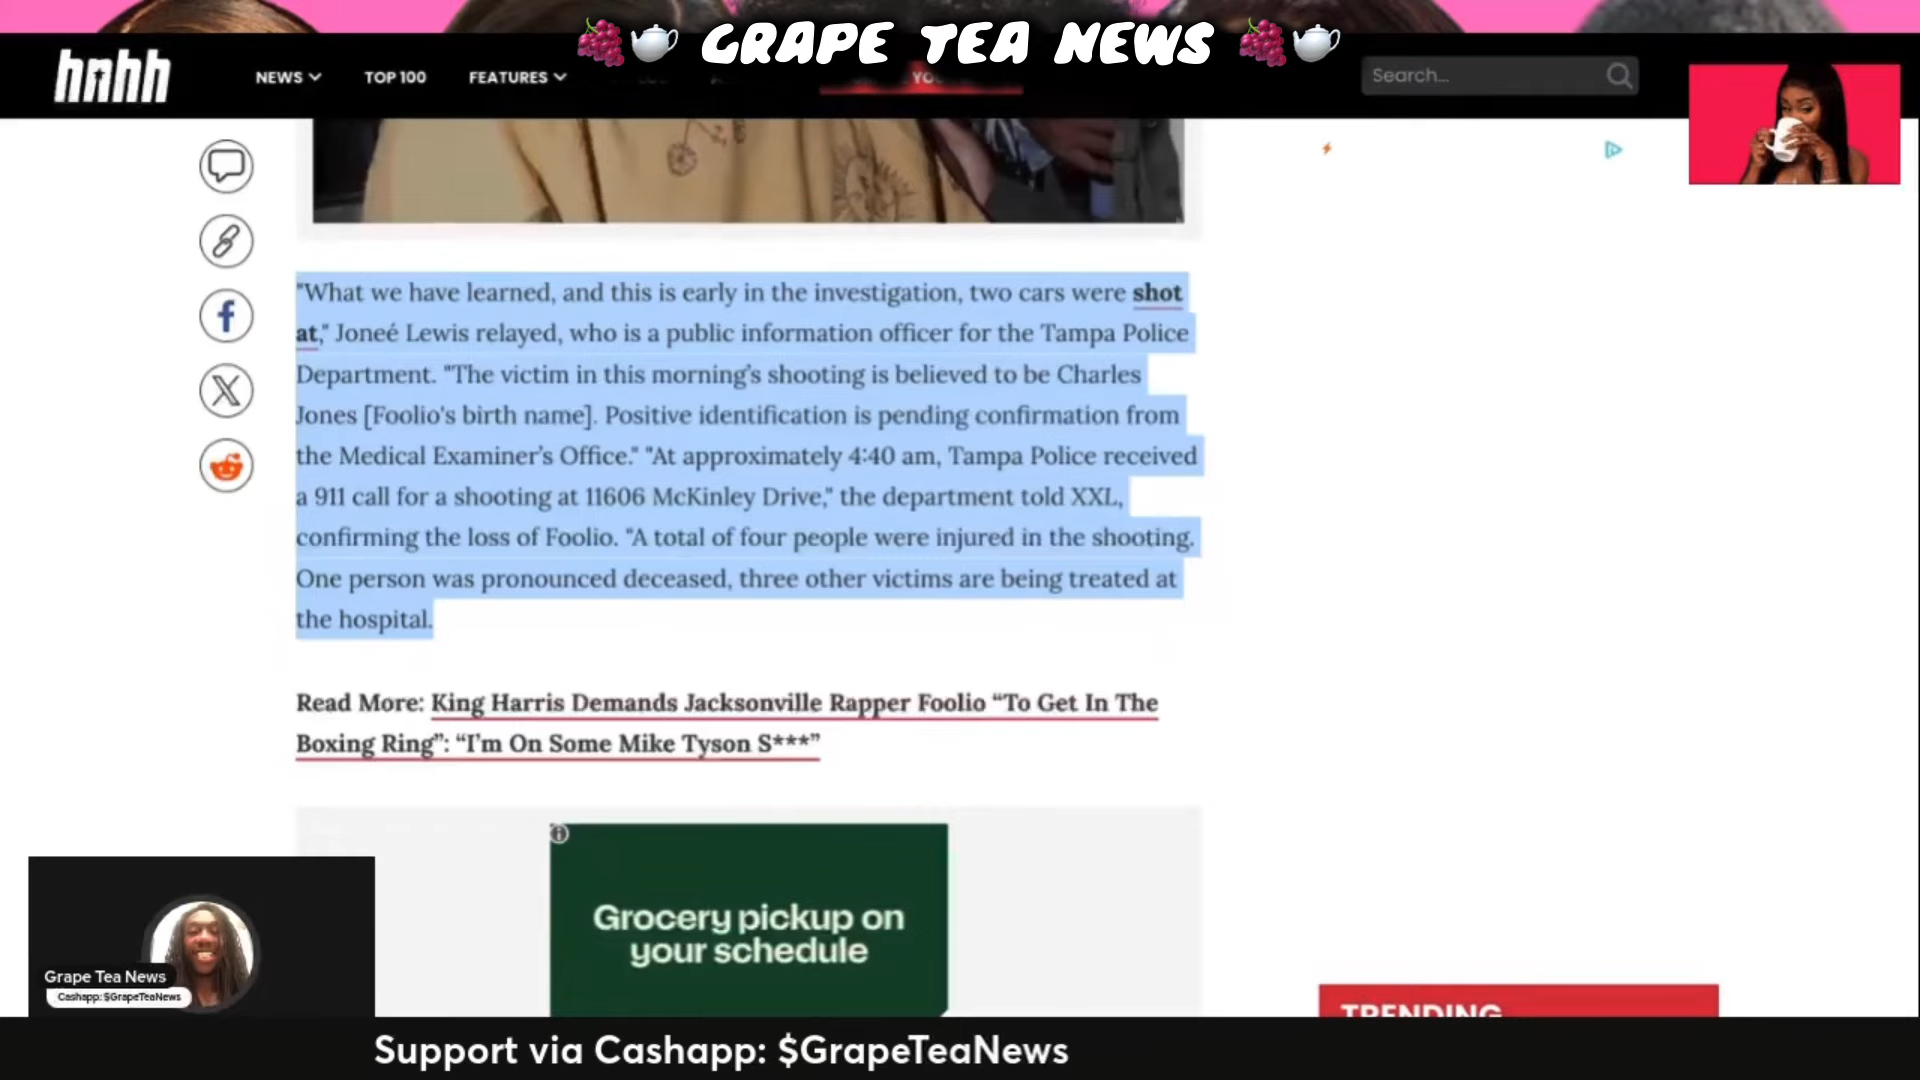 GRAPE TEA NEWS
hnhh
NEWS
TOP 100
FEATURES
YO
Search...
"What we have learned, and this is early in the investigation, two cars were shot
at," Joneé Lewis relayed, who is a public information officer for the Tampa Police
Department. "The victim in this morning's shooting is believed to be Charles
Jones [Foolio's birth name]. Positive identification is pending confirmation from
the Medical Examiner's Office." "At approximately 4:40 am, Tampa Police received
a 911 call for a shooting at 11606 McKinley Drive," the department told XXL,
confirming the loss of Foolio. "A total of four people were injured in the shooting.
One person was pronounced deceased, three other victims are being treated at
the hospital.
Read More: King Harris Demands Jacksonville Rapper Foolio “To Get In The
Boxing Ring”: “I’m On Some Mike Tyson S***”
Grocery pickup on
your schedule
Grape Tea News
Cashapp: $GrapeTeaNews
TRENDING
Support via Cashapp: $GrapeTeaNews